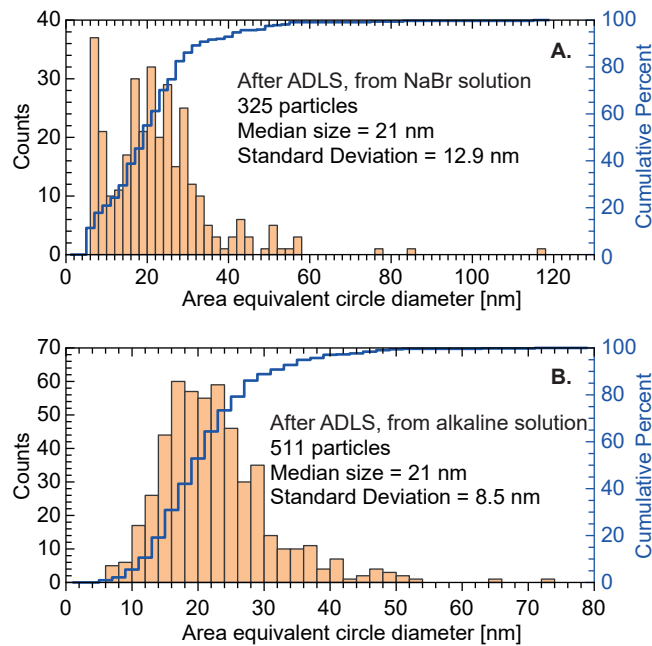 100
40
A.
After ADLS, from NaBr solution
80
30
325 particles
Median size = 21 nm
60
20
Standard Deviation = 12.9 nm
40
10
20
0
0
0
20
40
60
80
100
120
Counts
Cumulative Percent
Area equivalent circle diameter [nm]
70
100
B.
60
80
After ADLS, from alkaline solution
50
511 particles
60
40
Median size = 21 nm
30
Standard Deviation = 8.5 nm
40
20
20
10
0
0
0
10
20
30
40
50
60
70
80
Counts
Cumulative Percent
Area equivalent circle diameter [nm]